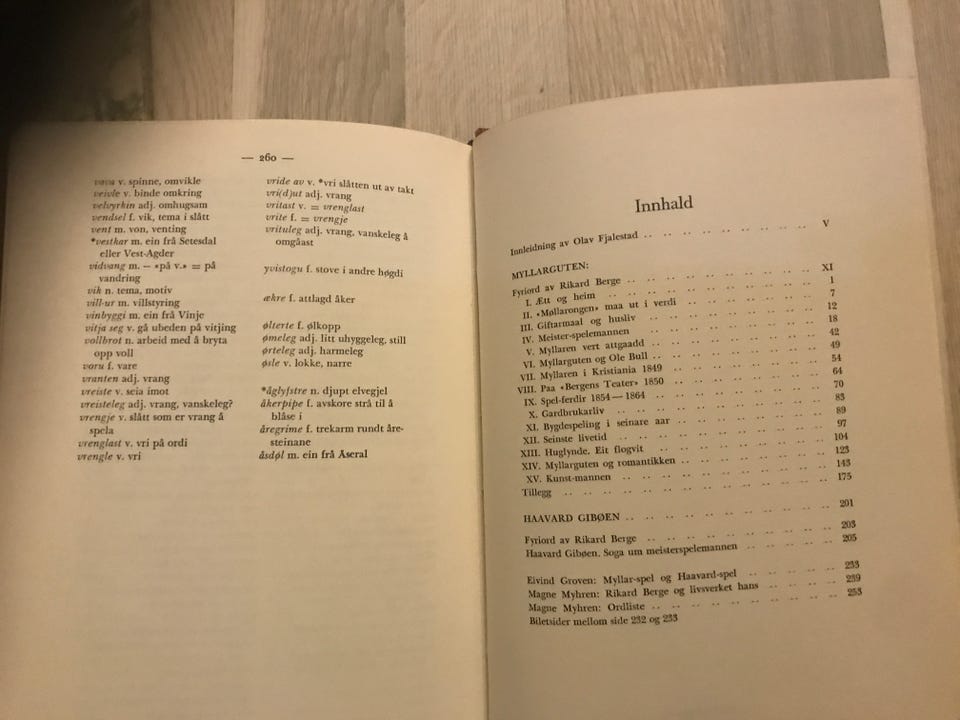 — 260 —
vava v. spinne, omvikle
veivle v. binde omkring
velvyrkin adj. omhugsam
vendsel f. vik, tema i slått
vent m. von, venting
*vestkar m. ein frå Setesdal
eller Vest-Agder
vidvang m. — «på v.» = på
vandring
vik n. tema, motiv
vill-ur m. villstyring
vinbyggi m. ein frå Vinje
vitja seg v. gå ubeden på vitjing
vollbrot n. arbeid med å bryta
opp voll
voru f. vare
vranten adj. vrang
vreiste v. seia imot
vreisteleg adj. vrang, vanskeleg?
vrengje v. slått som er vrang å
spela
vrenglast v. vri på ordi
vrengle v. vri
vride av v. *vri slåtten ut av takt
vri(d)ut adj. vrang
vritast v. = vrenglast
vrite f. = vrengje
vrituleg adj. vrang, vanskeleg å
omgåast
yvistogu f. stove i andre høgdi
ækre f. attlagd åker
ølterte f. ølkopp
ømeleg adj. litt uhyggeleg, still
ørteleg adj. harmeleg
øsle v. lokke, narre
*åglyfstre n. djupt elvegjel
åkerpipe f. avskore strå til å
blåse i
åregrime f. trekarm rundt åre-
steinane
åsdøl m. ein frå Åseral
Innhald
Innleidning av Olav Fjalestad .. .. .. .. .. .. .. .. V
MYLLARGUTEN:
Fyriord av Rikard Berge .. .. .. .. .. .. .. .. .. XI
I. Ætt og heim .. .. .. .. .. .. .. .. .. 1
II. «Møllarongen» maa ut i verdi .. .. .. .. .. .. 7
III. Giftarmaal og husliv .. .. .. .. .. .. .. .. 12
IV. Meister-spelemannen .. .. .. .. .. .. .. .. 18
V. Myllaren vert attgaadd .. .. .. .. .. .. .. 42
VI. Myllarguten og Ole Bull .. .. .. .. .. .. .. 49
VII. Myllaren i Kristiania 1849 .. .. .. .. .. .. 54
VIII. Paa «Bergens Teater» 1850 .. .. .. .. .. .. 64
IX. Spel-ferdir 1854—1864 .. .. .. .. .. .. .. 70
X. Gardbrukarliv .. .. .. .. .. .. .. .. 83
XI. Bygdespeling i seinare aar .. .. .. .. .. .. 89
XII. Seinste livetid .. .. .. .. .. .. .. .. 97
XIII. Huglynde. Eit flogvit .. .. .. .. .. .. .. 104
XIV. Myllarguten og romantikken .. .. .. .. .. .. 123
XV. Kunst-mannen .. .. .. .. .. .. .. .. 143
Tillegg .. .. .. .. .. .. .. .. .. .. 175
HAAVARD GIBØEN .. .. .. .. .. .. .. .. .. 201
Fyriord av Rikard Berge .. .. .. .. .. .. .. .. 203
Haavard Gibøen. Soga um meisterspelemannen .. .. .. .. 205
Eivind Groven: Myllar-spel og Haavard-spel .. .. .. .. 233
Magne Myhren: Rikard Berge og livsverket hans .. .. .. .. 239
Magne Myhren: Ordliste .. .. .. .. .. .. .. .. 253
Biletsider mellom side 232 og 233